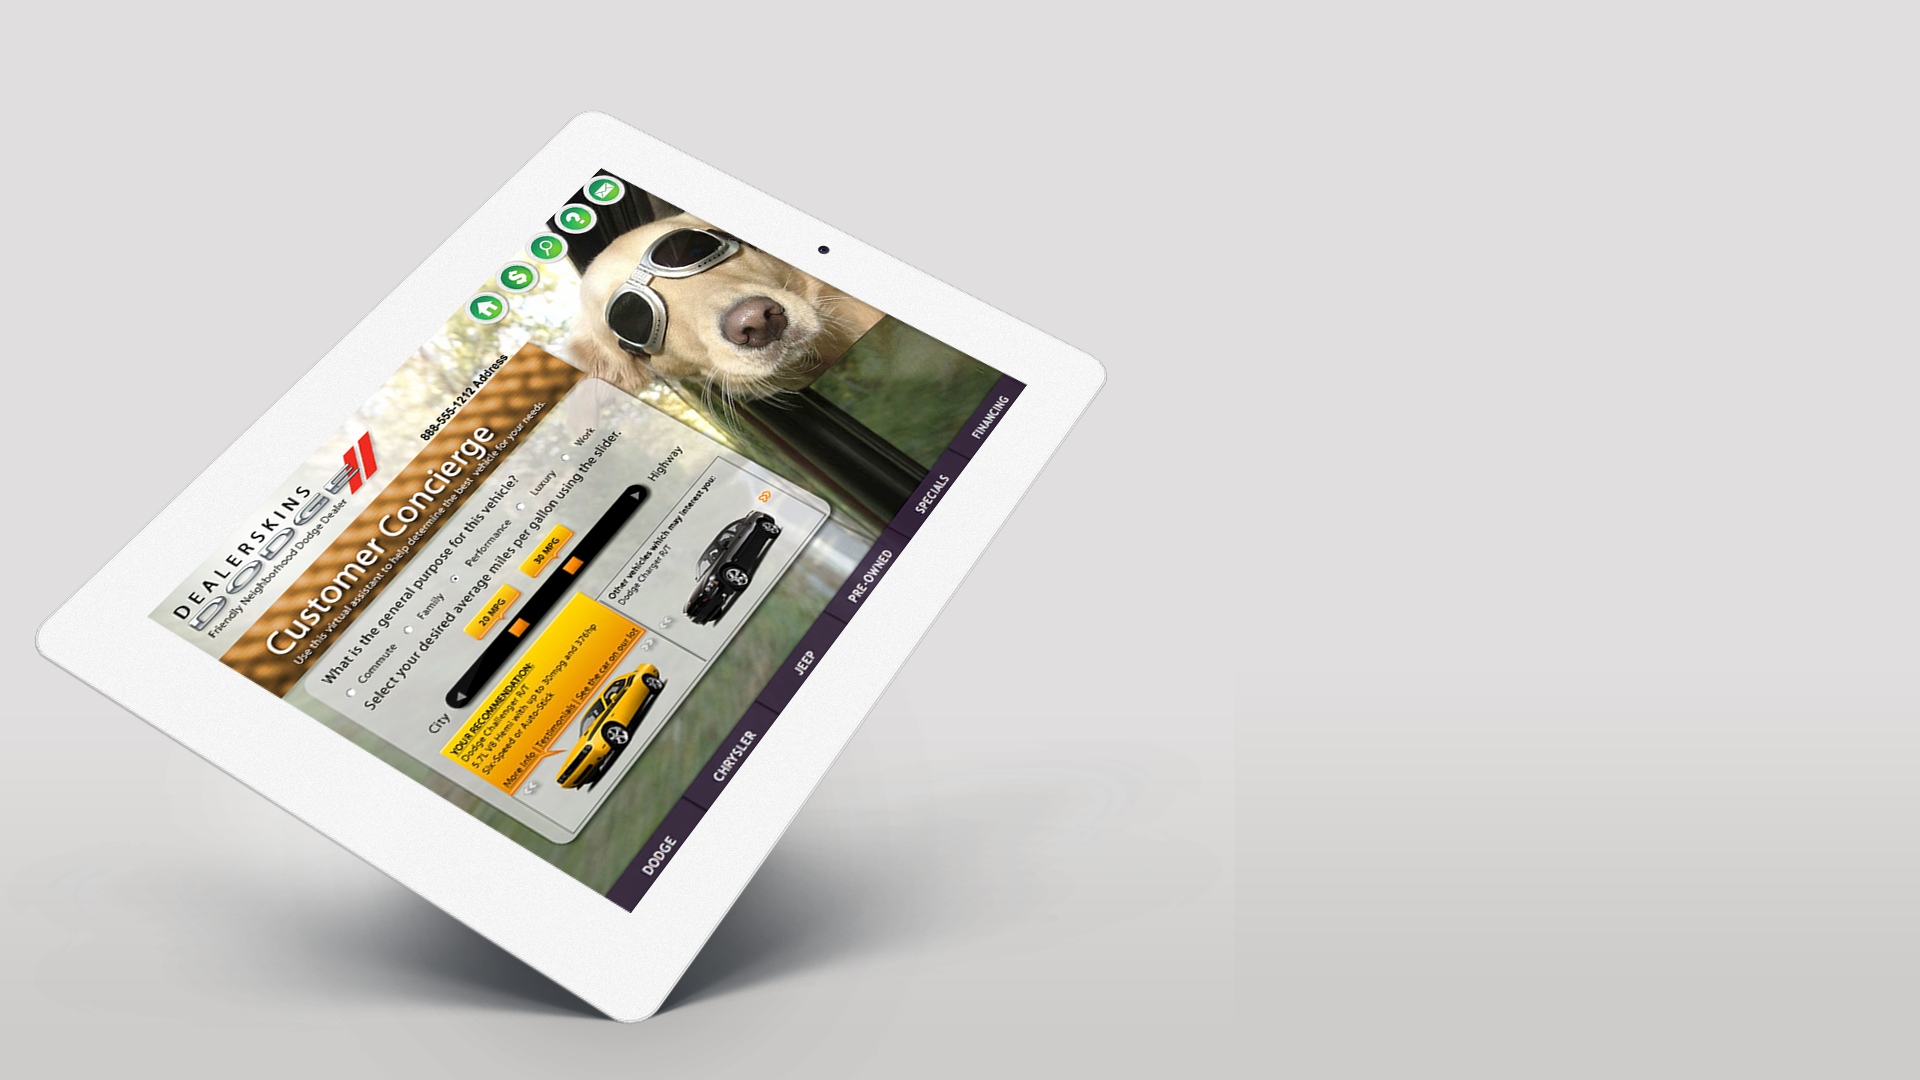 DEALERSKINS
DODGE
Friendly Neighborhood Dodge Dealer
888-555-1212 Address
Customer Concierge
Use this virtual assistant to help determine the best vehicle for your needs.
What is the general purpose for this vehicle?
Commute Family Performance Luxury Work
Select your desired average miles per gallon using the slider.
20 MPG 30 MPG
City Highway
YOUR RECOMMENDATION:
Dodge Challenger R/T
5.7L V8 Hemi with up to 30mpg and 376hp
Six-Speed or Auto-Stick
More Info | Testimonials | See the car on our lot
Other vehicles which may interest you:
Dodge Charger R/T
DODGE CHRYSLER JEEP PRE-OWNED SPECIALS FINANCING